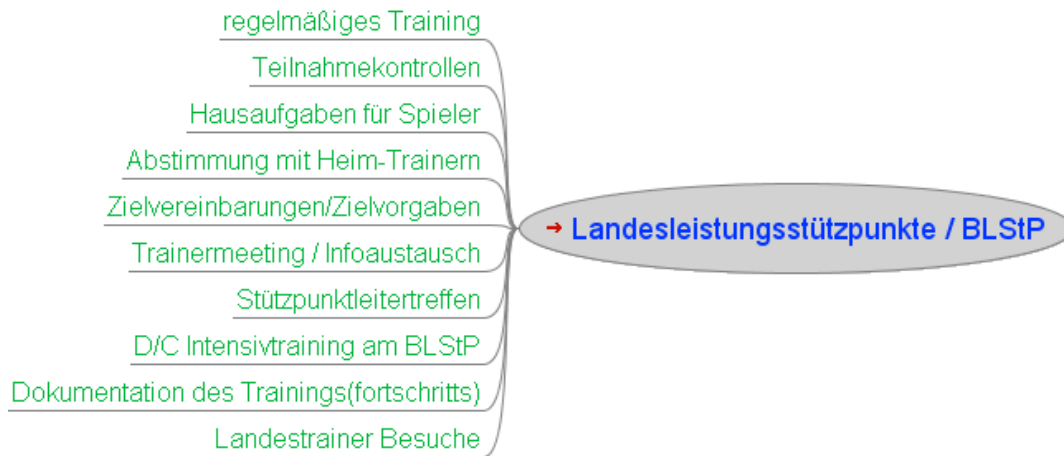 regelmäßiges Training
Teilnahmekontrollen
Hausaufgaben für Spieler
Abstimmung mit Heim-Trainern
Zielvereinbarungen/Zielvorgaben
Trainermeeting / Infoaustausch
Stützpunktleitertreffen
D/C Intensivtraining am BLStP
Dokumentation des Trainings(fortschritts)
Landestrainer Besuche
Landesleistungsstützpunkte / BLStP